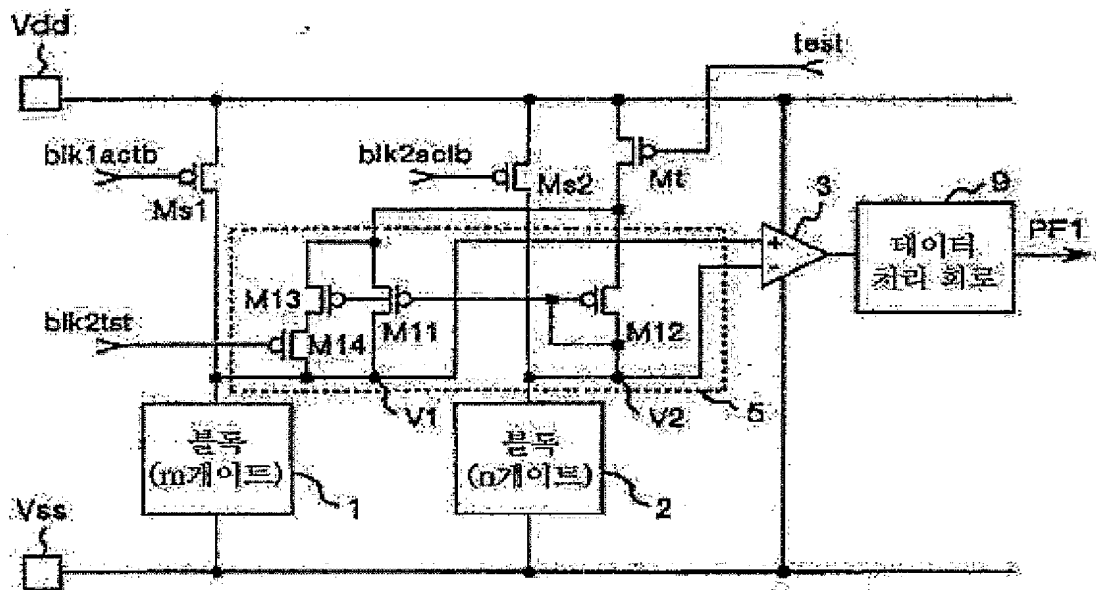 Vdd
test
blk1actb
blk2actb
Ms1
Ms2
Mt
3
9
데이터
처리 회로
PF1
+
-
M13
M11
M12
blk2tst
M14
V1
V2
5
블록
(m게이트)
1
블록
(n게이트)
2
Vss